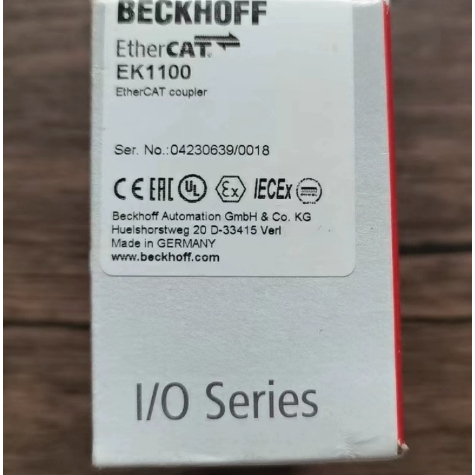 BECKHOFF
EtherCAT
EK1100
EtherCAT coupler
Ser. No.:04230639/0018
CE EAC UL Ex IECEx
Beckhoff Automation GmbH & Co. KG
Huelshorstweg 20 D-33415 Verl
Made in GERMANY
www.beckhoff.com
I/O Series